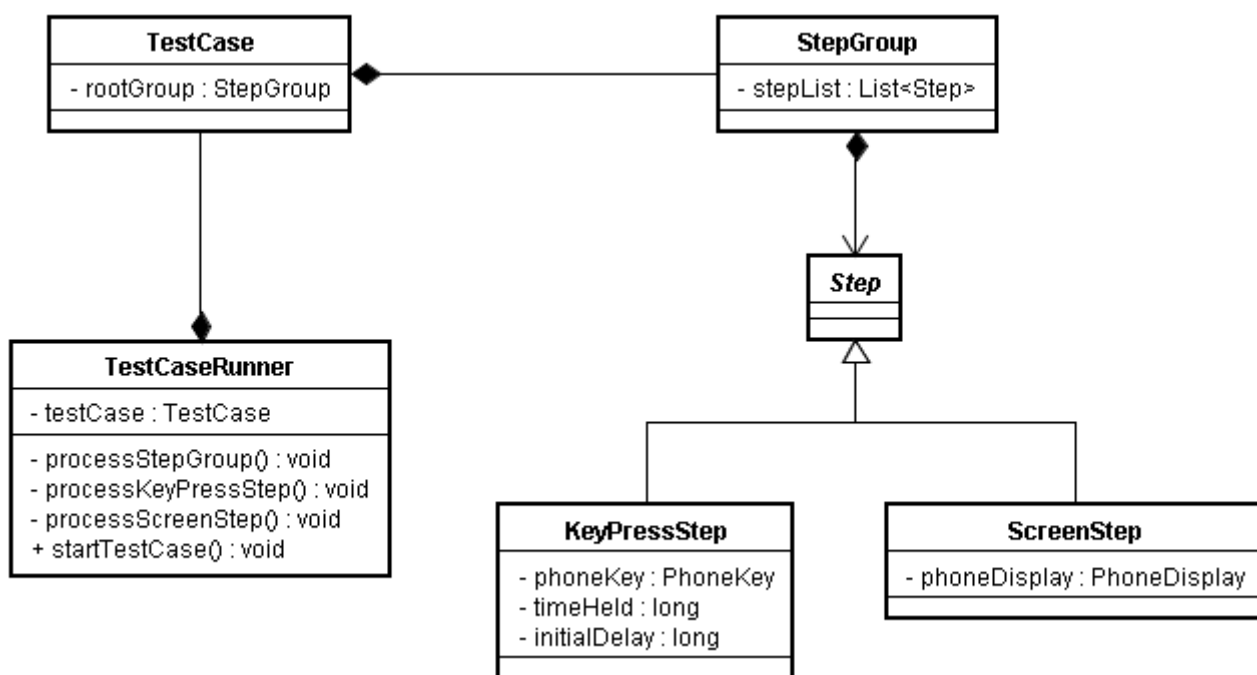 TestCase
- rootGroup : StepGroup
StepGroup
- stepList : List<Step>
Step
TestCaseRunner
- testCase : TestCase
- processStepGroup() : void
- processKeyPressStep() : void
- processScreenStep() : void
+ startTestCase() : void
KeyPressStep
- phoneKey : PhoneKey
- timeHeld : long
- initialDelay : long
ScreenStep
- phoneDisplay : PhoneDisplay